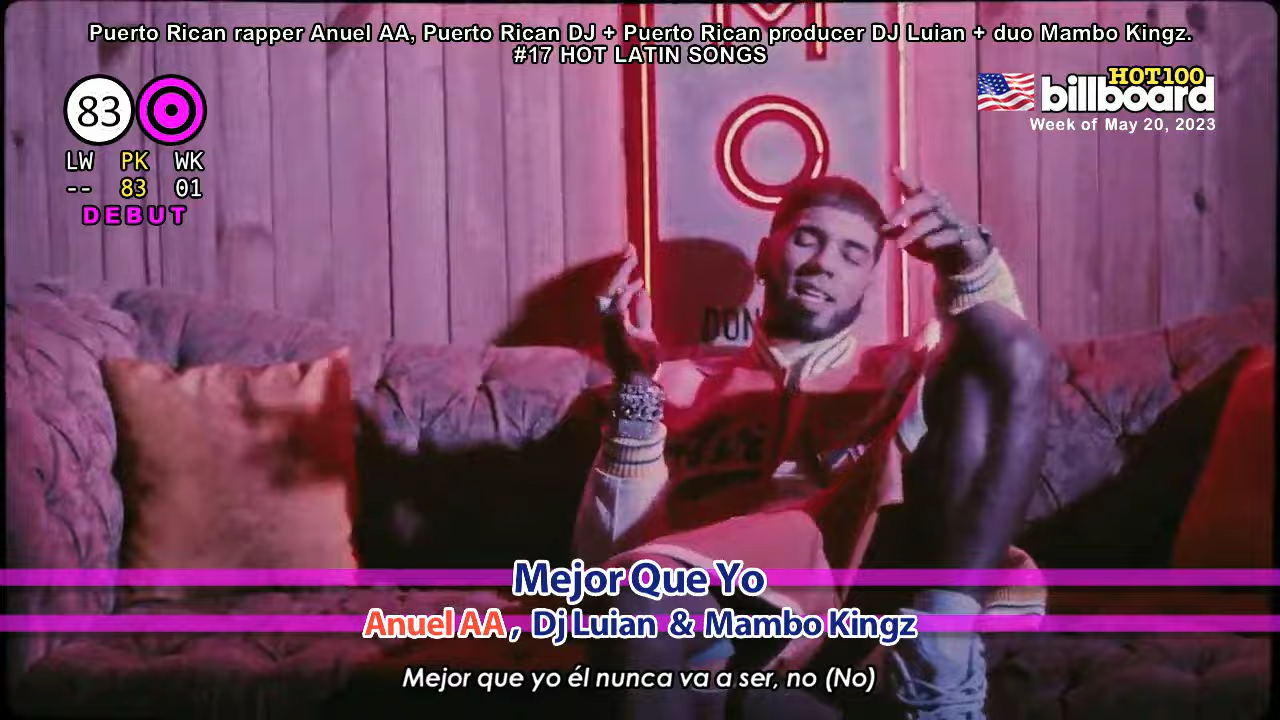 Puerto Rican rapper Anuel AA, Puerto Rican DJ + Puerto Rican producer DJ Luian + duo Mambo Kingz.
#17 HOT LATIN SONGS
83
HOT100
billboard
Week of May 20, 2023
LW PK WK
-- 83 01
DEBUT
M
O
DON
Mejor Que Yo
Anuel AA , Dj Luian & Mambo Kingz
Mejor que yo él nunca va a ser, no (No)